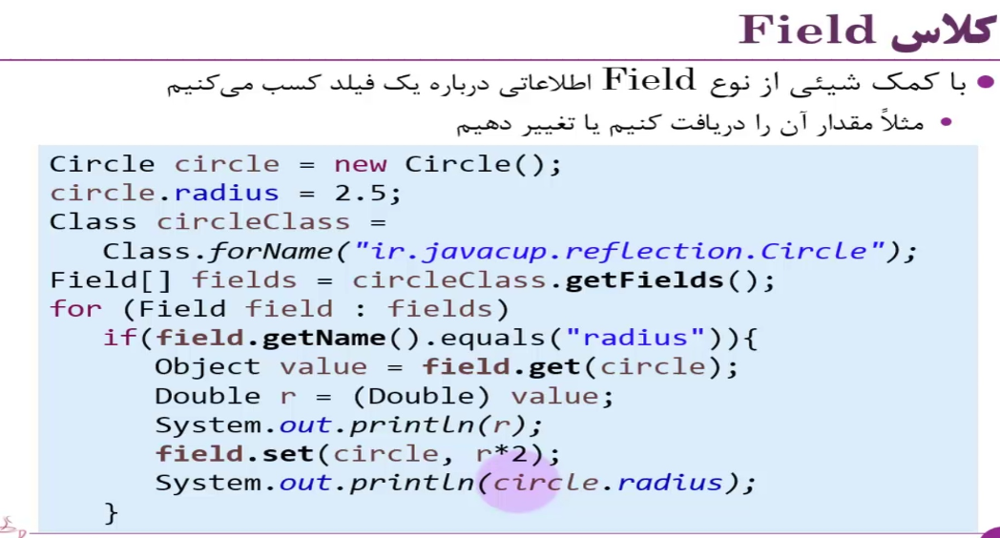 کلاس Field
با کمک شیئی از نوع Field اطلاعاتی درباره یک فیلد کسب می‌کنیم
مثلاً مقدار آن را دریافت کنیم یا تغییر دهیم
Circle circle = new Circle();
circle.radius = 2.5;
Class circleClass =
Class.forName("ir.javacup.reflection.Circle");
Field[] fields = circleClass.getFields();
for (Field field : fields)
if(field.getName().equals("radius")){
Object value = field.get(circle);
Double r = (Double) value;
System.out.println(r);
field.set(circle, r*2);
System.out.println(circle.radius);
}